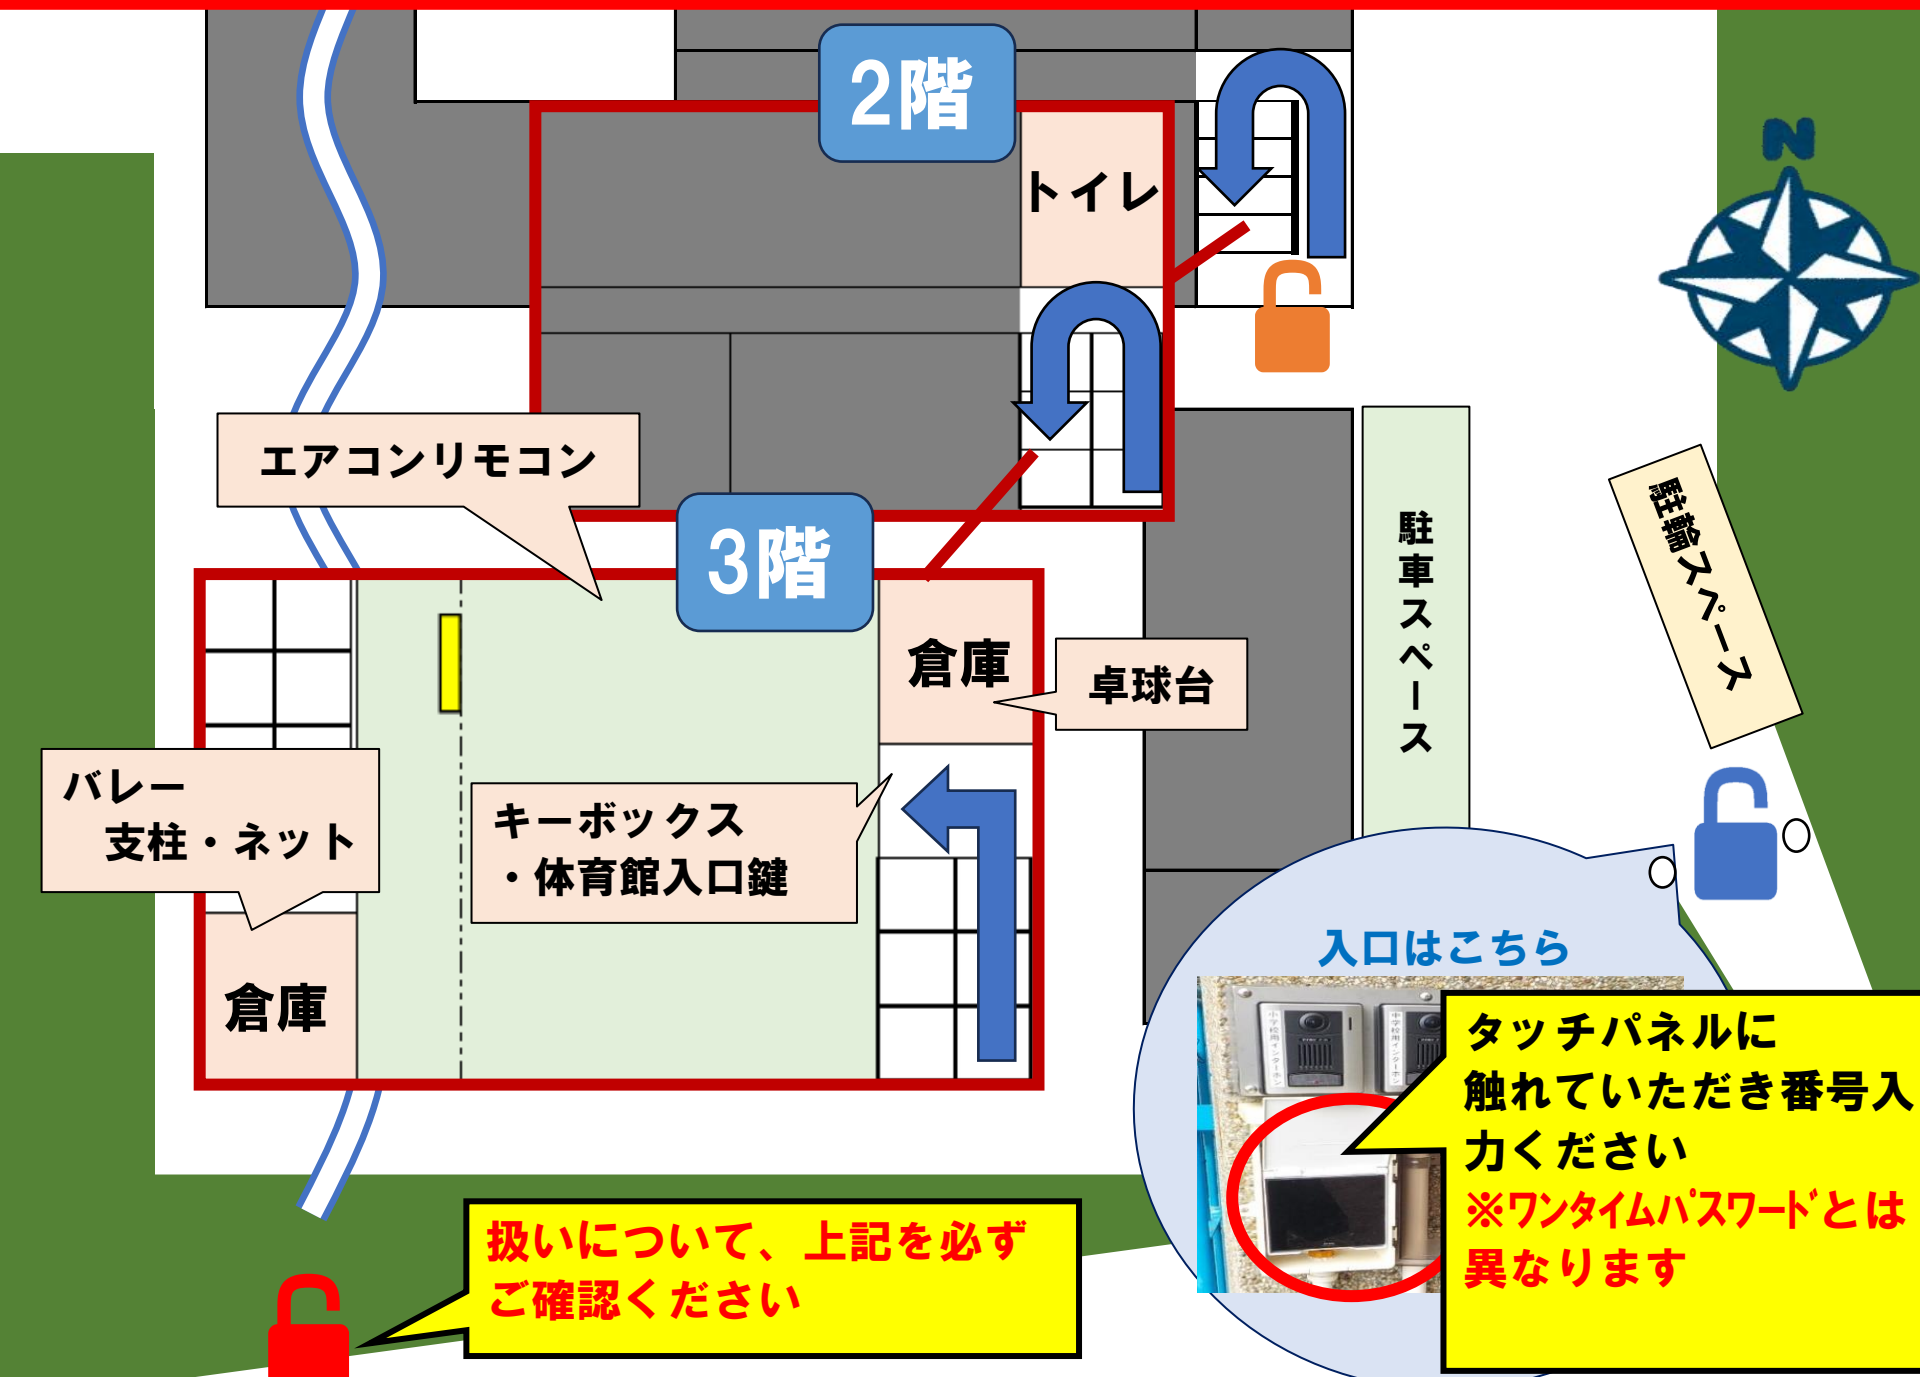 2階
N
トイレ
エアコンリモコン
3階
駐車スペース
駐輪スペース
倉庫
卓球台
バレー
支柱・ネット
キーボックス
・体育館入口鍵
倉庫
入口はこちら
タッチパネルに
触れていただき番号入
力ください
※ワンタイムパスワードとは
異なります
扱いについて、上記を必ず
ご確認ください